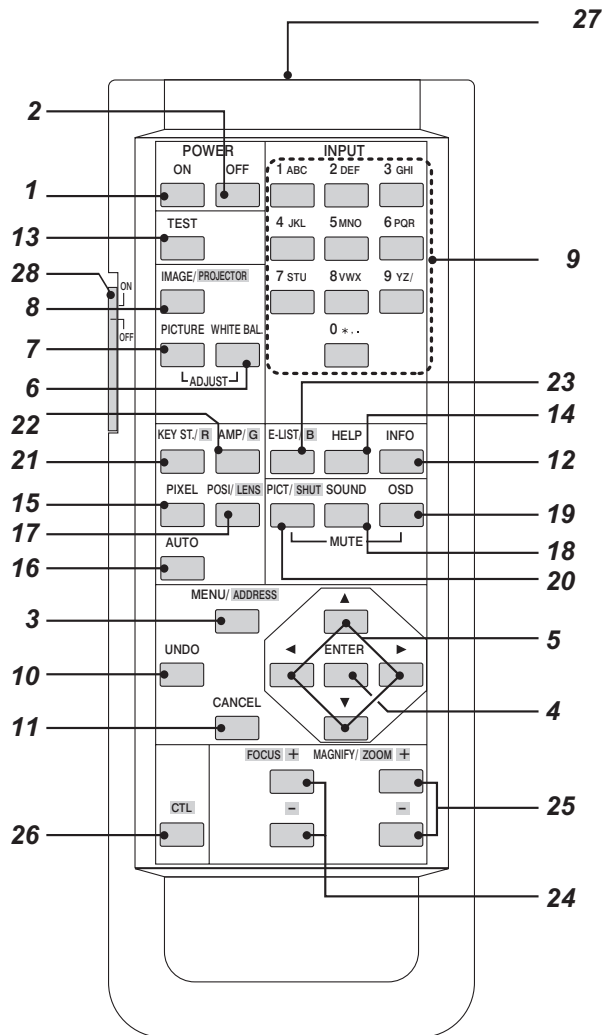 27
2
POWER INPUT
ON OFF 1 ABC 2 DEF 3 GHI
1
TEST 4 JKL 5 MNO 6 PQR
13
28 9
IMAGE/ PROJECTOR 7 STU 8 VWX 9 YZ/
ON
8
OFF
PICTURE WHITE BAL. 0 *..
7
ADJUST
6 23
22 14
KEY ST./ R AMP/ G E-LIST/ B HELP INFO
21 12
PIXEL POSI/ LENS PICT/ SHUT SOUND OSD
15 19
17
AUTO MUTE 18
16 20
MENU/ ADDRESS ▲
3 5
UNDO ◄ ENTER ►
10 4
CANCEL ▼
11
FOCUS + MAGNIFY/ ZOOM +
CTL – –
25
26
24